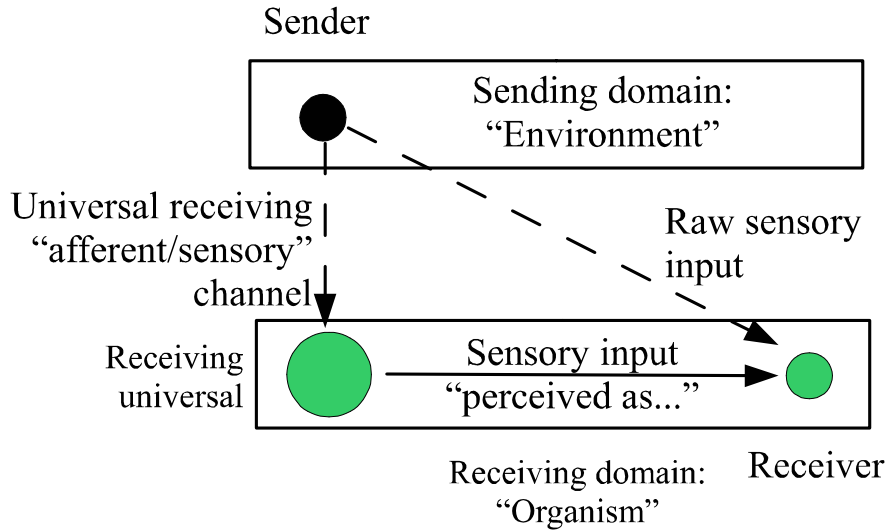 Sender
Sending domain:
“Environment”
Universal receiving
“afferent/sensory”
channel
Raw sensory
input
Receiving
universal
Sensory input
“perceived as...”
Receiving domain:
“Organism”
Receiver